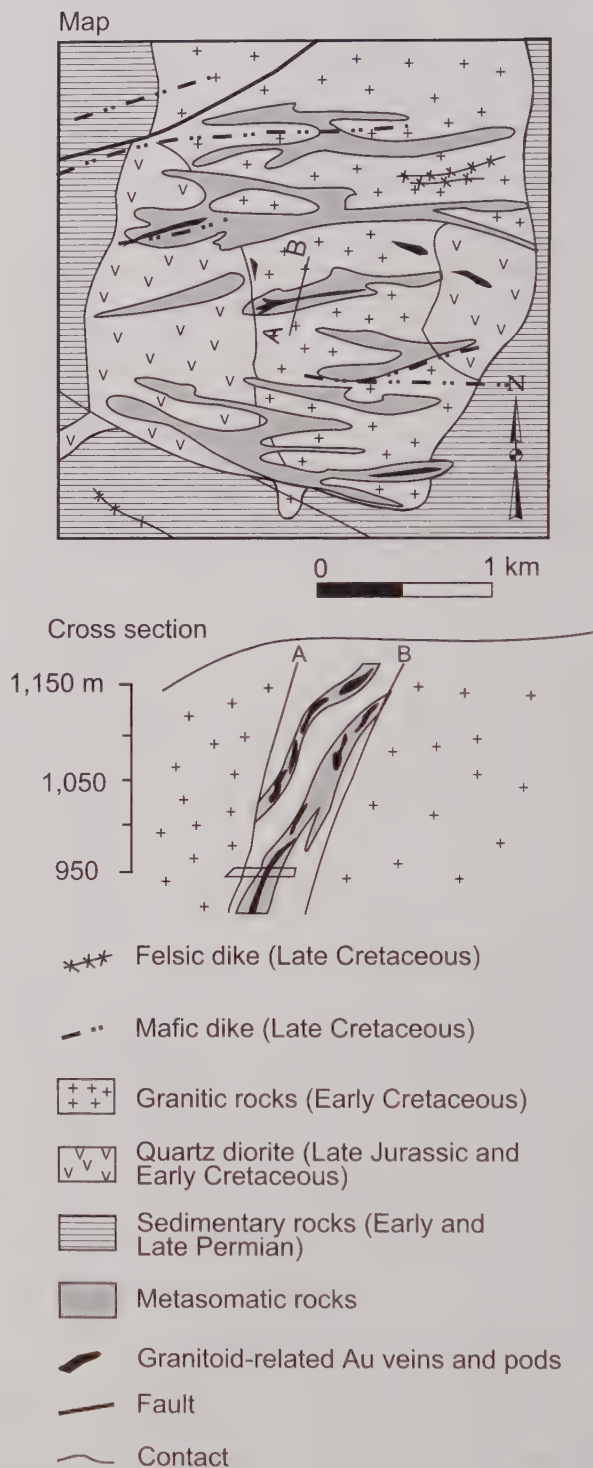 Map
B
A
N
0 1 km
Cross section
A B
1,150 m
1,050
950
Felsic dike (Late Cretaceous)
Mafic dike (Late Cretaceous)
Granitic rocks (Early Cretaceous)
Quartz diorite (Late Jurassic and
Early Cretaceous)
Sedimentary rocks (Early and
Late Permian)
Metasomatic rocks
Granitoid-related Au veins and pods
Fault
Contact